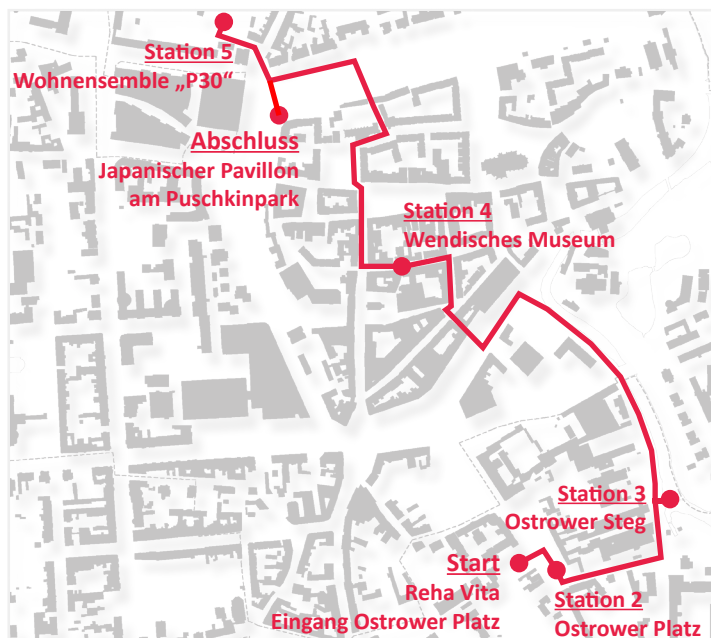 Station 5
Wohnensemble „P30“
Abschluss
Japanischer Pavillon
am Puschkinpark
Station 4
Wendisches Museum
Station 3
Ostrower Steg
Start
Reha Vita
Eingang Ostrower Platz
Station 2
Ostrower Platz